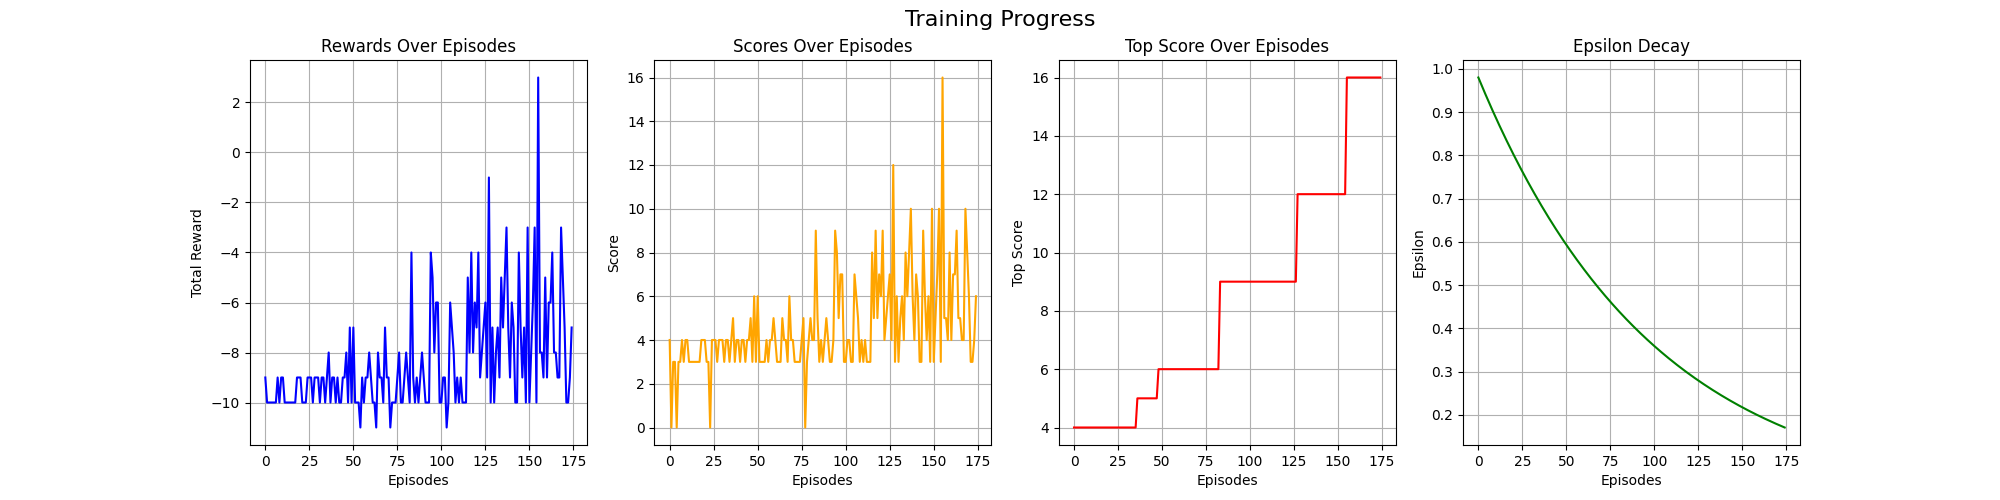 Training Progress
Rewards Over Episodes
Total Reward
2
0
−2
−4
−6
−8
−10
0 25 50 75 100 125 150 175
Episodes
Scores Over Episodes
Score
16
14
12
10
8
6
4
2
0
0 25 50 75 100 125 150 175
Episodes
Top Score Over Episodes
Top Score
16
14
12
10
8
6
4
0 25 50 75 100 125 150 175
Episodes
Epsilon Decay
Epsilon
1.0
0.9
0.8
0.7
0.6
0.5
0.4
0.3
0.2
0 25 50 75 100 125 150 175
Episodes